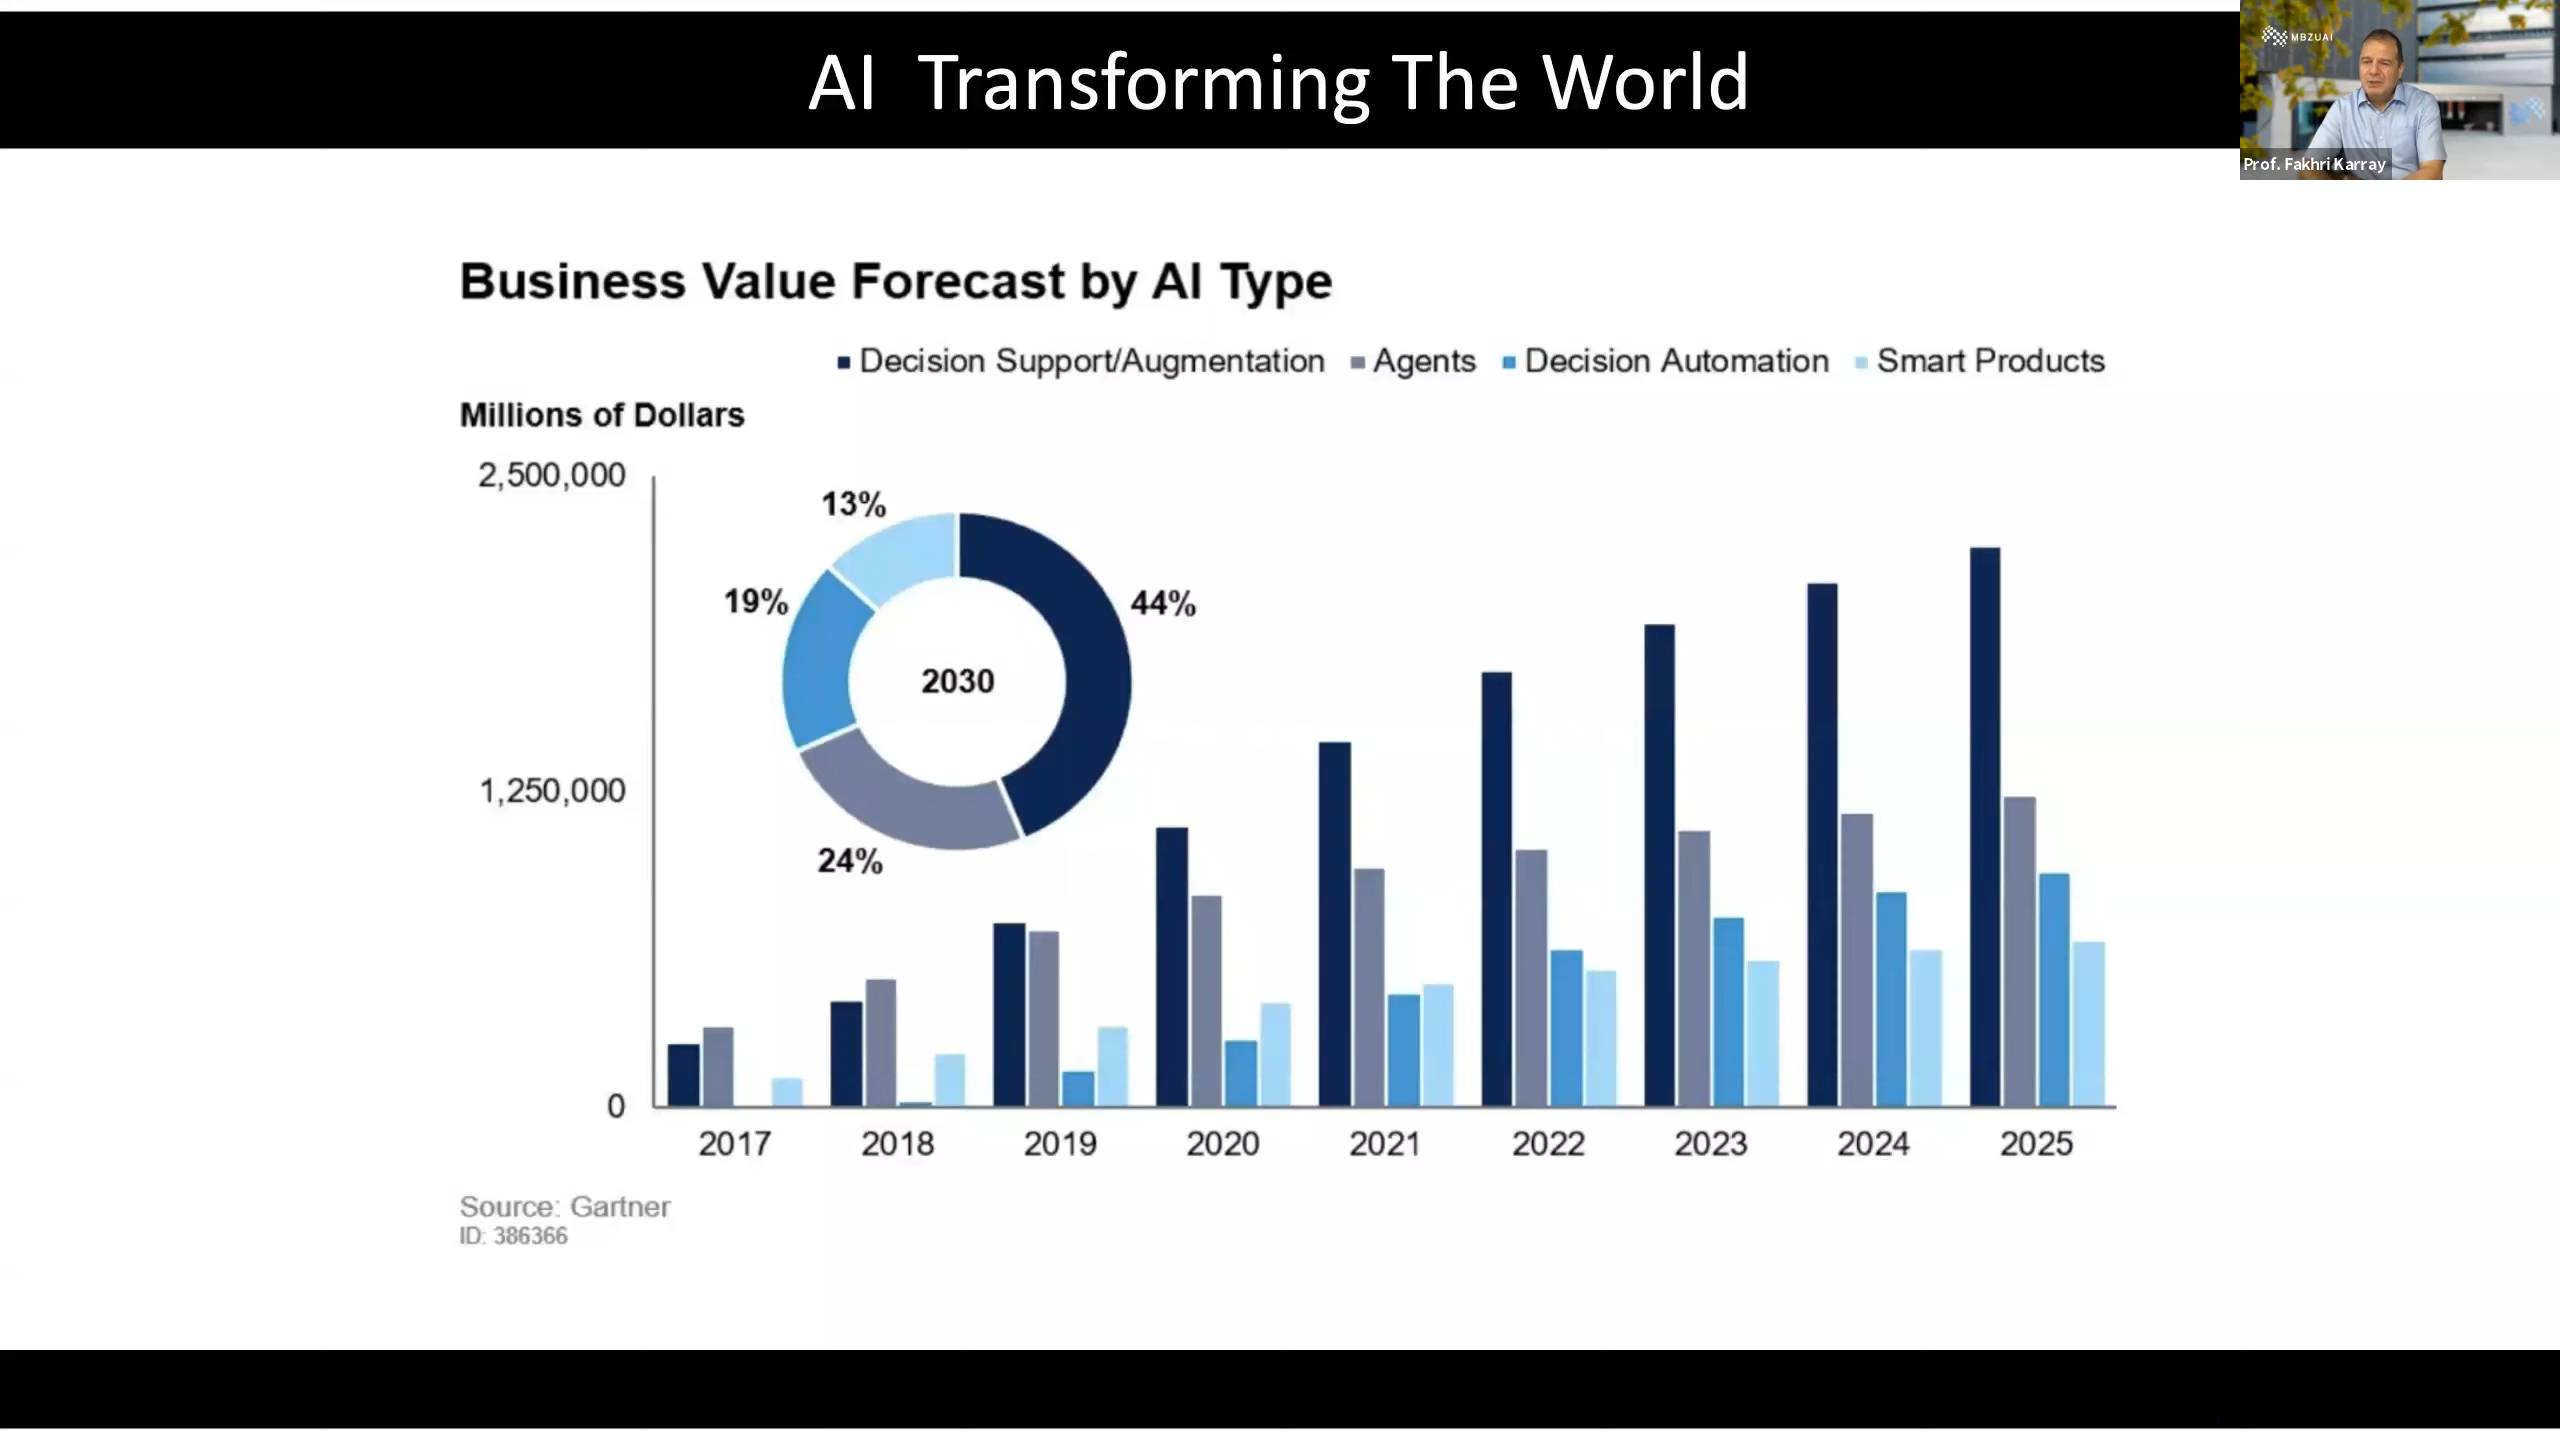 AI Transforming The World
MBZUAI
Prof. Fakhri Karray
Business Value Forecast by AI Type
Decision Support/Augmentation Agents Decision Automation Smart Products
Millions of Dollars
2,500,000
1,250,000
0
13%
19%
44%
2030
24%
2017 2018 2019 2020 2021 2022 2023 2024 2025
Source: Gartner
ID: 386366